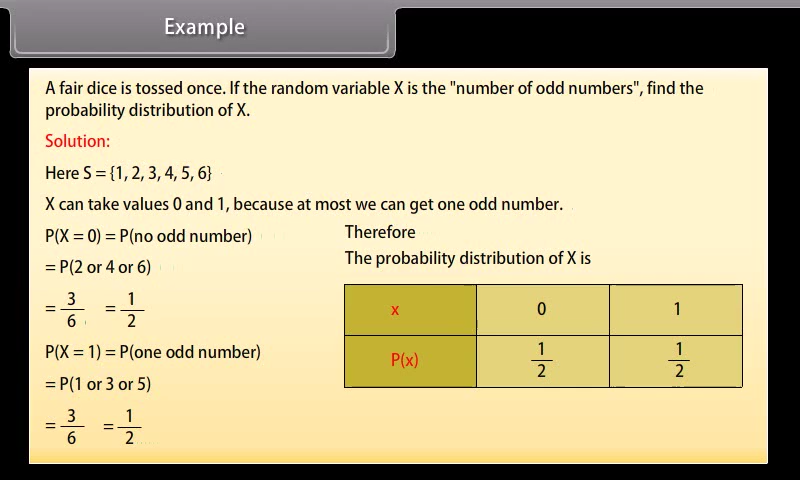 Example
A fair dice is tossed once. If the random variable X is the "number of odd numbers", find the
probability distribution of X.
Solution:
Here S = {1, 2, 3, 4, 5, 6}
X can take values 0 and 1, because at most we can get one odd number.
P(X = 0) = P(no odd number)
= P(2 or 4 or 6)
= 3/6 = 1/2
P(X = 1) = P(one odd number)
= P(1 or 3 or 5)
= 3/6 = 1/2
Therefore
The probability distribution of X is
x 0 1
P(x) 1/2 1/2